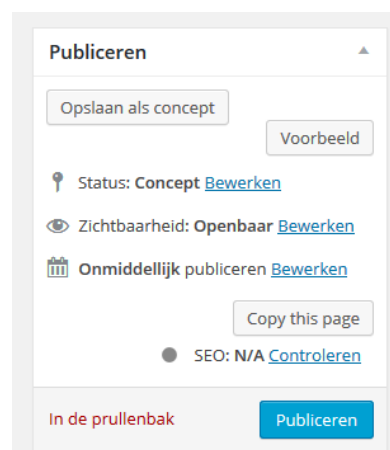 Publiceren
Opslaan als concept
Voorbeeld
Status: Concept Bewerken
Zichtbaarheid: Openbaar Bewerken
Onmiddellijk publiceren Bewerken
Copy this page
SEO: N/A Controleren
In de prullenbak Publiceren